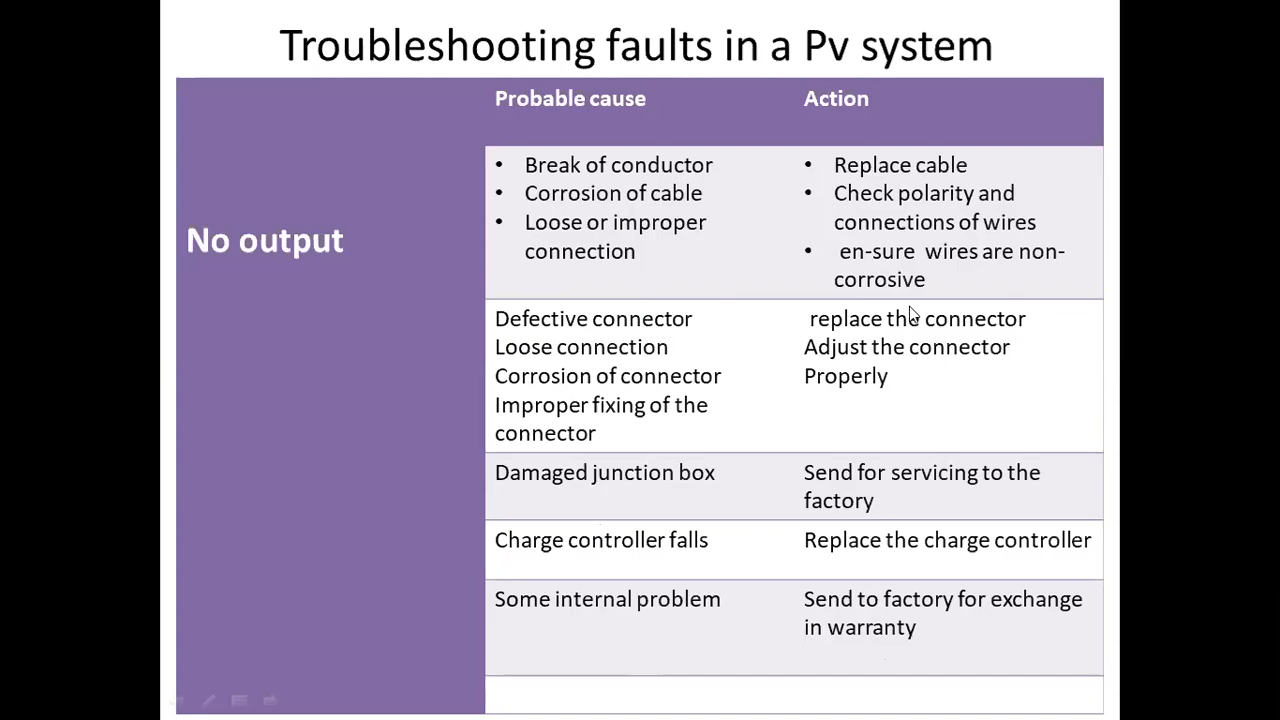 Troubleshooting faults in a Pv system
Probable cause
Action
No output
• Break of conductor
• Corrosion of cable
• Loose or improper
connection
• Replace cable
• Check polarity and
connections of wires
• en-sure wires are non-
corrosive
Defective connector
Loose connection
Corrosion of connector
Improper fixing of the
connector
replace the connector
Adjust the connector
Properly
Damaged junction box
Send for servicing to the
factory
Charge controller falls
Replace the charge controller
Some internal problem
Send to factory for exchange
in warranty